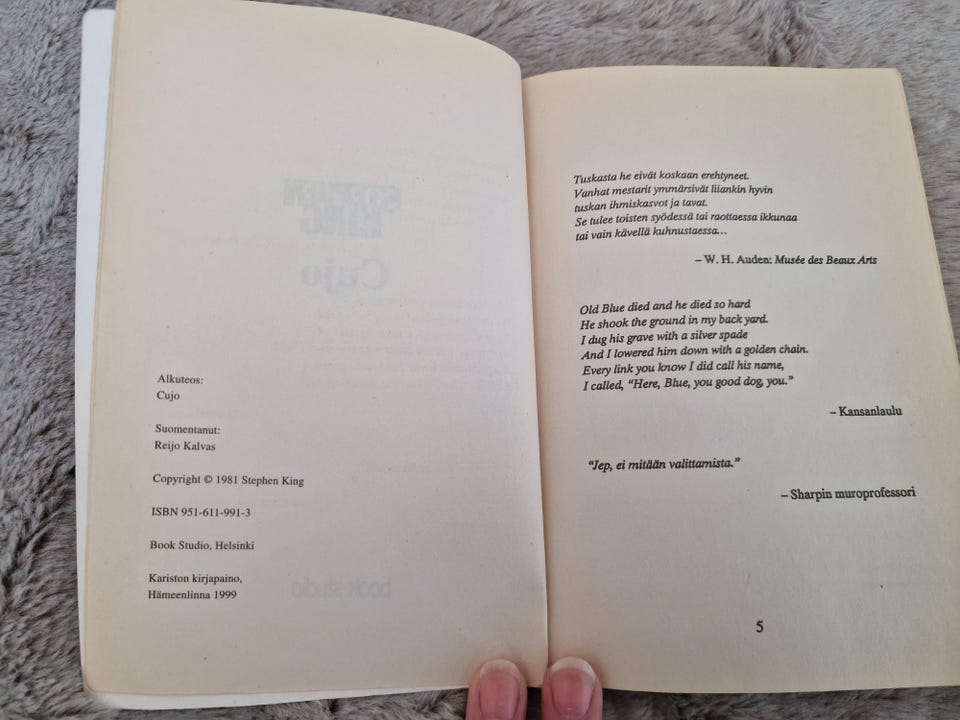 Alkuteos:
Cujo
Suomentanut:
Reijo Kalvas
Copyright © 1981 Stephen King
ISBN 951-611-991-3
Book Studio, Helsinki
Kariston kirjapaino,
Hämeenlinna 1999
STEPHEN
KING
Cujo
book studio
Tuskasta he eivät koskaan erehtyneet.
Vanhat mestarit ymmärsivät liiankin hyvin
tuskan ihmiskasvot ja tavat.
Se tulee toisten syödessä tai raottaessa ikkunaa
tai vain kävellä kuhnustaessa...
– W. H. Auden: Musée des Beaux Arts
Old Blue died and he died so hard
He shook the ground in my back yard.
I dug his grave with a silver spade
And I lowered him down with a golden chain.
Every link you know I did call his name,
I called, "Here, Blue, you good dog, you."
– Kansanlaulu
"Jep, ei mitään valittamista."
– Sharpin muroprofessori
5